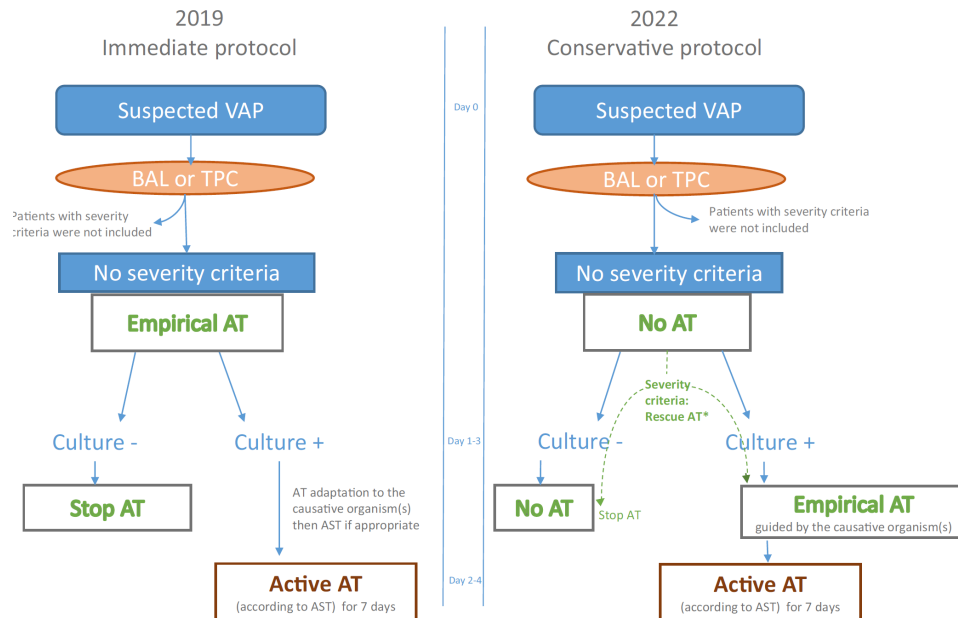 2019
Immediate protocol
Suspected VAP
BAL or TPC
Patients with severity
criteria were not included
No severity criteria
Empirical AT
Culture -
Culture +
Stop AT
AT adaptation to the
causative organism(s)
then AST if appropriate
Active AT
(according to AST) for 7 days
Day 0
Day 1-3
Day 2-4
2022
Conservative protocol
Suspected VAP
BAL or TPC
Patients with severity criteria
were not included
No severity criteria
No AT
Severity
criteria:
Rescue AT*
Culture -
Culture +
No AT
Stop AT
Empirical AT
guided by the causative organism(s)
Active AT
(according to AST) for 7 days